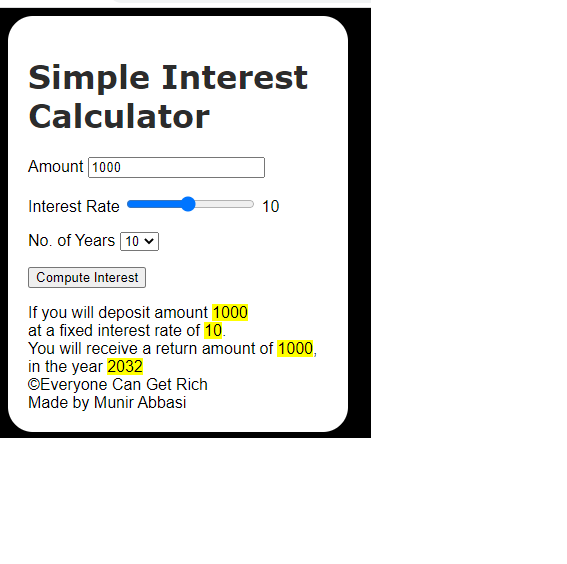 Simple Interest
Calculator
Amount 1000
Interest Rate 10
No. of Years 10
Compute Interest
If you will deposit amount 1000
at a fixed interest rate of 10.
You will receive a return amount of 1000,
in the year 2032
©Everyone Can Get Rich
Made by Munir Abbasi